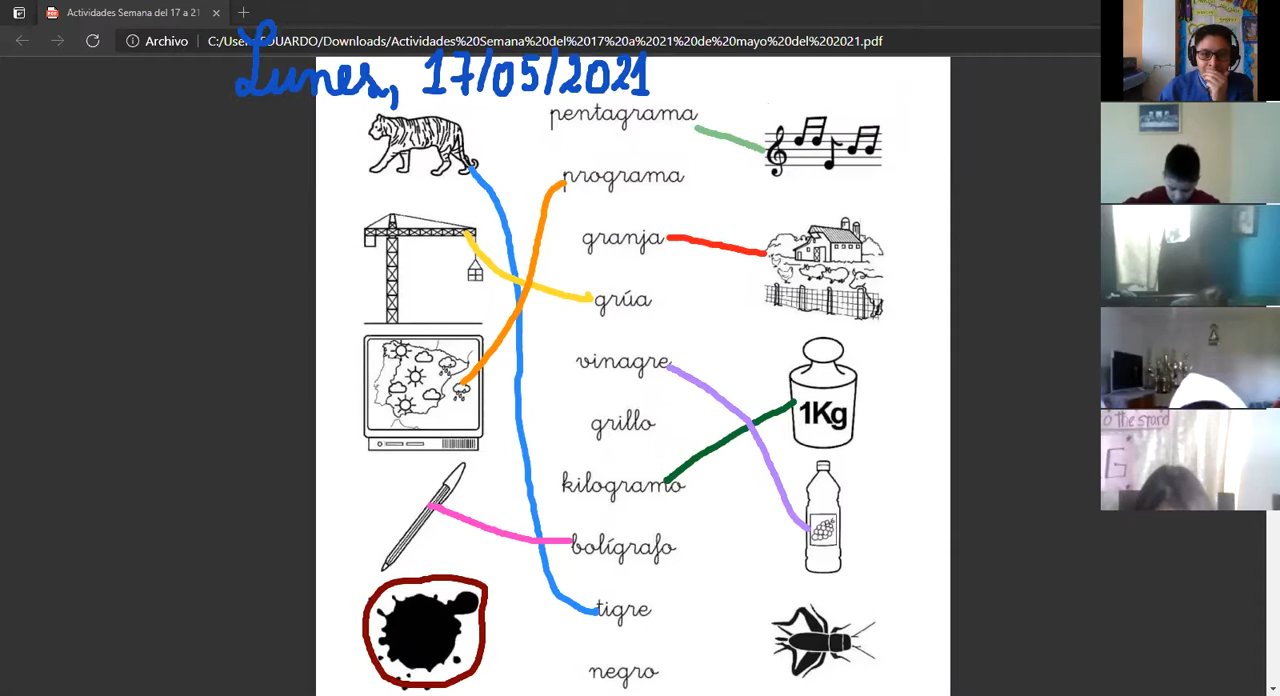 Actividades Semana del 17 a 21
Archivo
C:/Users/EDUARDO/Downloads/Actividades%20Semana%20del%2017%20a%2021%20de%20mayo%20del%202021.pdf
Lunes, 17/05/2021
pentagrama
programa
granja
grúa
vinagre
grillo
1Kg
kilogramo
bolígrafo
tigre
negro
G